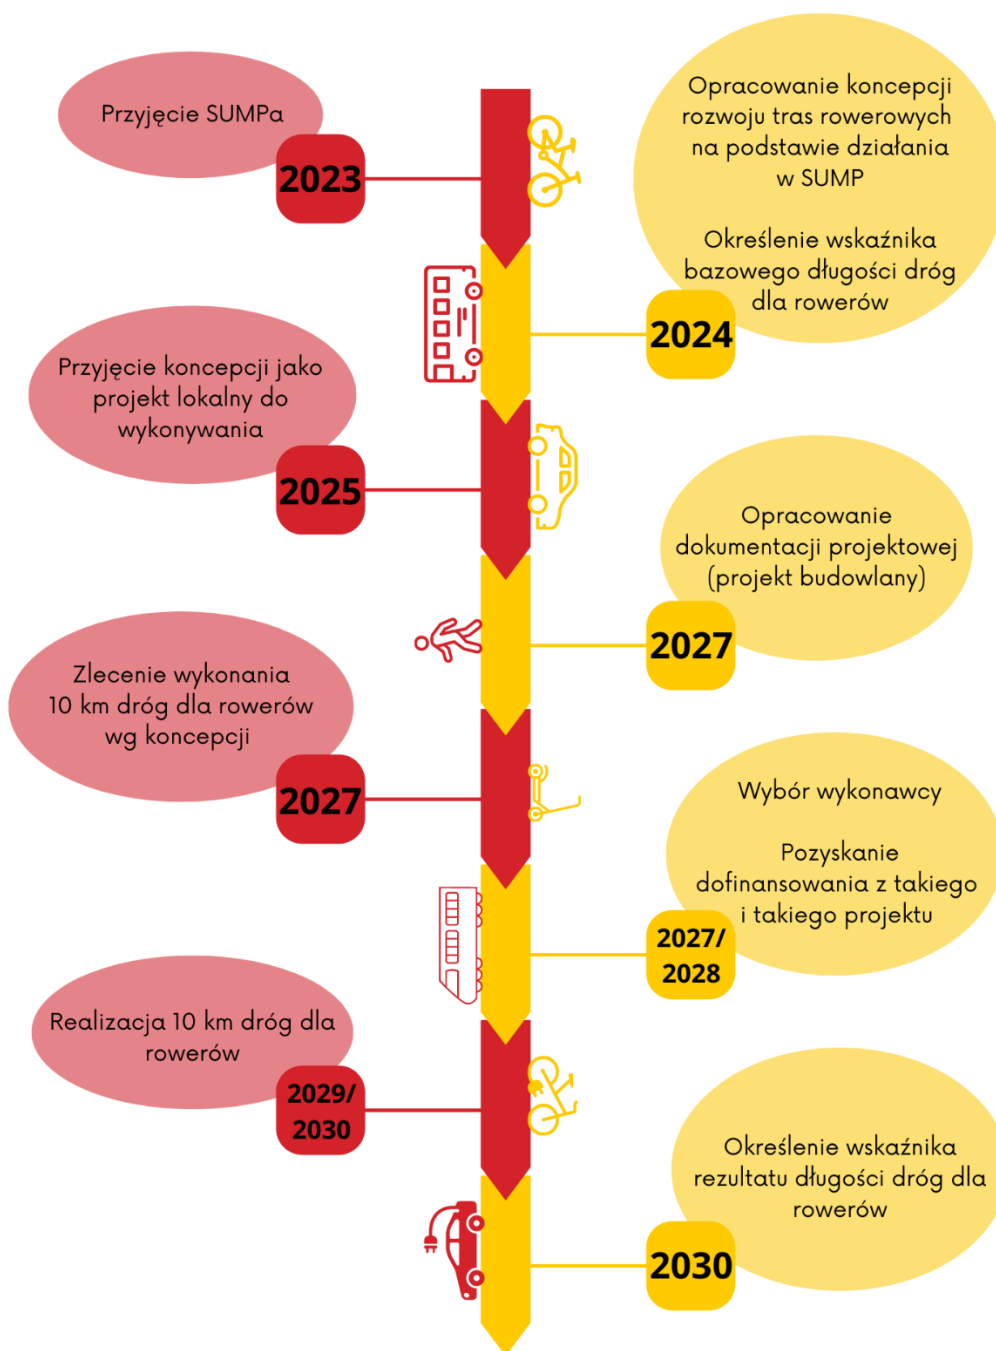 Przyjęcie SUMPa
2023
Opracowanie koncepcji
rozwoju tras rowerowych
na podstawie działania
w SUMP
Określenie wskaźnika
bazowego długości dróg
dla rowerów
2024
Przyjęcie koncepcji jako
projekt lokalny do
wykonywania
2025
Opracowanie
dokumentacji projektowej
(projekt budowlany)
2027
Zlecenie wykonania
10 km dróg dla rowerów
wg koncepcji
2027
Wybór wykonawcy
Pozyskanie
dofinansowania z takiego
i takiego projektu
2027/
2028
Realizacja 10 km dróg dla
rowerów
2029/
2030
Określenie wskaźnika
rezultatu długości dróg dla
rowerów
2030